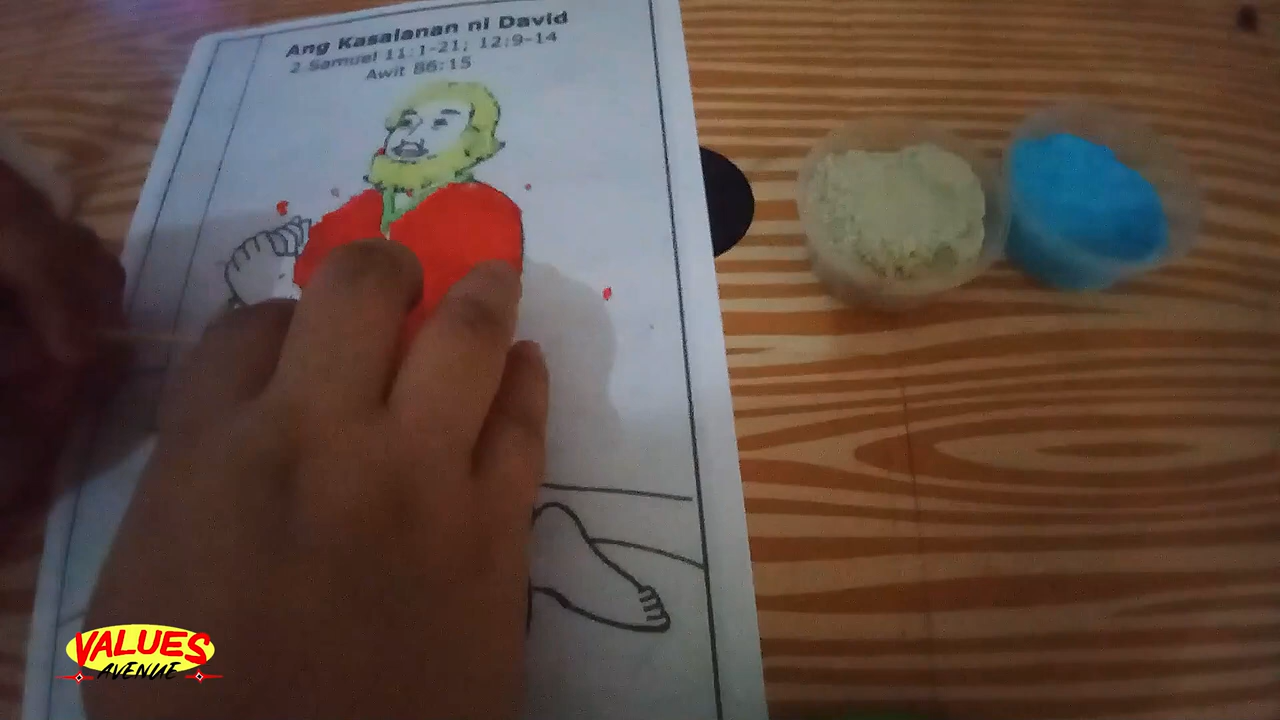 Ang Kasalanan ni David
2 Samuel 11:1-21; 12:9-14
Awit 86:15
VALUES
AVENUE